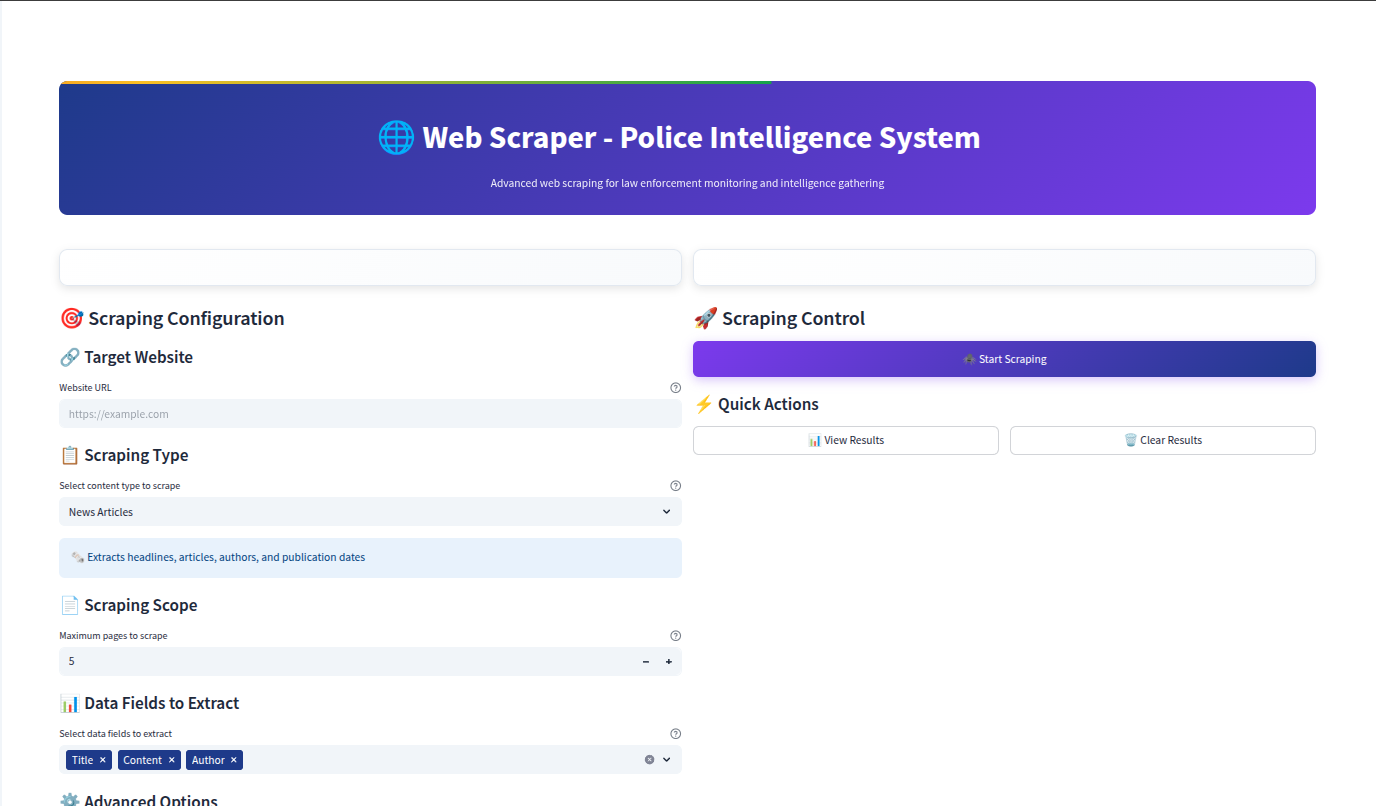 🌐 Web Scraper - Police Intelligence System
Advanced web scraping for law enforcement monitoring and intelligence gathering
🎯 Scraping Configuration
🔗 Target Website
Website URL
https://example.com
📋 Scraping Type
Select content type to scrape
News Articles
🗞️ Extracts headlines, articles, authors, and publication dates
📄 Scraping Scope
Maximum pages to scrape
5
📊 Data Fields to Extract
Select data fields to extract
Title × Content × Author ×
⚙️ Advanced Options
🚀 Scraping Control
🕷️ Start Scraping
⚡ Quick Actions
📊 View Results
🗑️ Clear Results